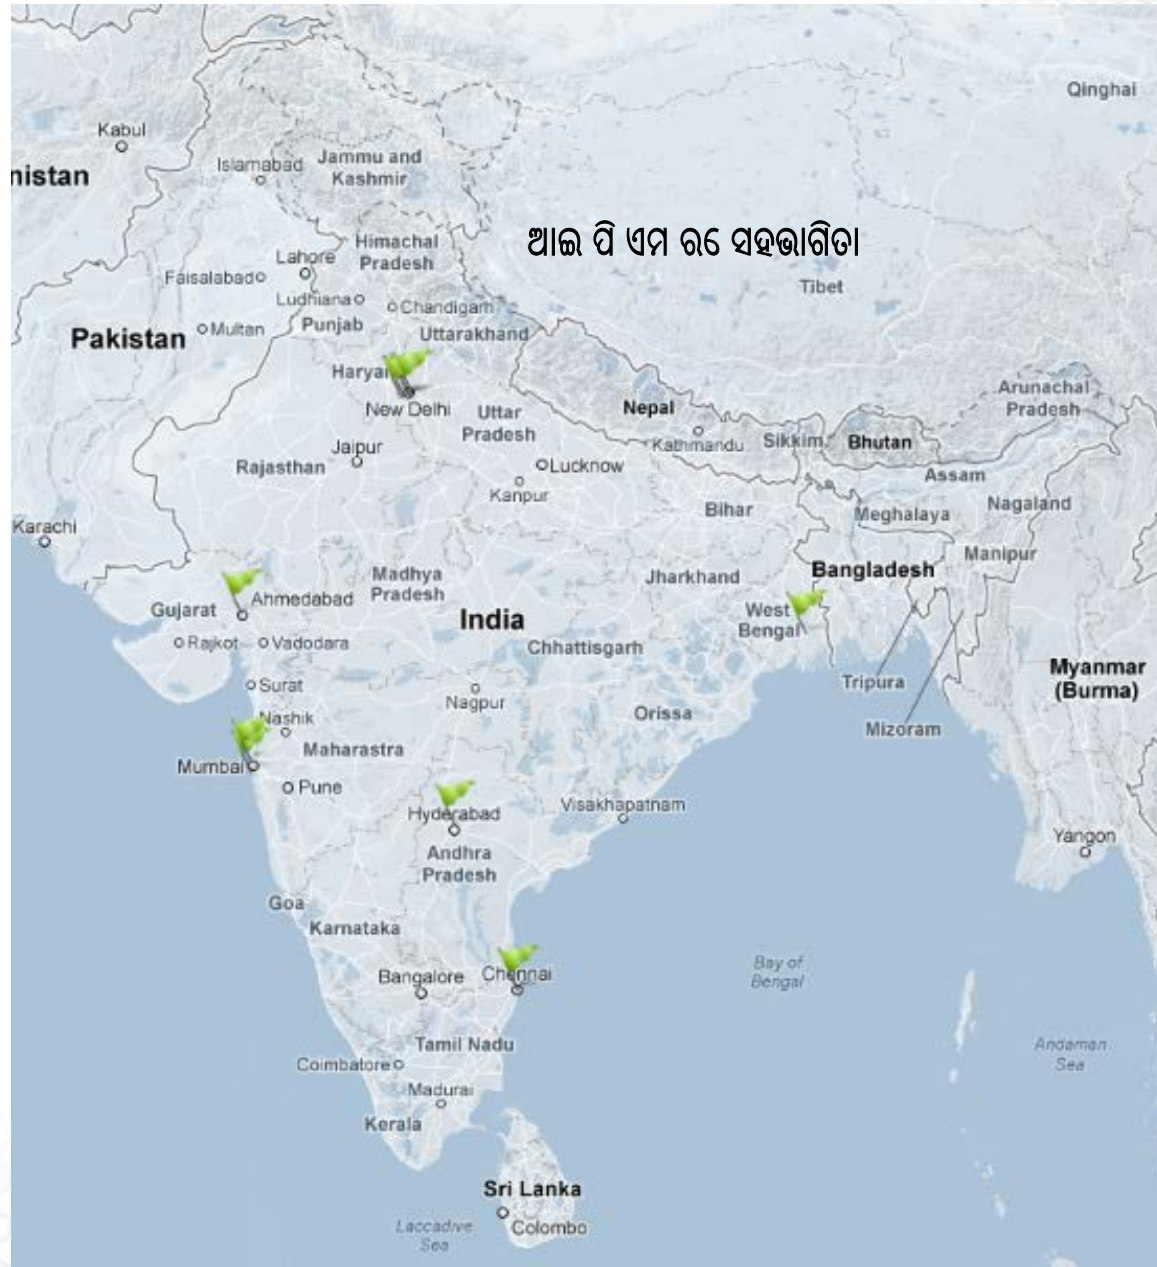 Qinghai
Kabul
nistan
Islamabad
Jammu and
Kashmir
ଆଇ ପି ଏମ ରେ ସହଭାଗିତା
Himachal
Pradesh
Lahore
Faisalabad
Tibet
Ludhiana
Chandigarh
Multan
Punjab
Pakistan
Uttarakhand
Haryan
New Delhi
Nepal
Arunachal
Pradesh
Uttar
Pradesh
Kathmandu
Sikkim
Bhutan
Jaipur
Rajasthan
Lucknow
Assam
Kanpur
Bihar
Meghalaya
Nagaland
Karachi
Manipur
Bangladesh
Madhya
Pradesh
Jharkhand
Ahmedabad
Gujarat
India
West
Bengal
Rajkot
Vadodara
Chhattisgarh
Myanmar
(Burma)
Surat
Tripura
Nagpur
Orissa
Nashik
Mizoram
Maharastra
Mumbai
Pune
Visakhapatnam
Hyderabad
Yangon
Andhra
Pradesh
Goa
Karnataka
Bay of
Bengal
Bangalore
Chennai
Tamil Nadu
Andaman
Sea
Coimbatore
Madurai
Kerala
Sri Lanka
Laccadive
Sea
Colombo